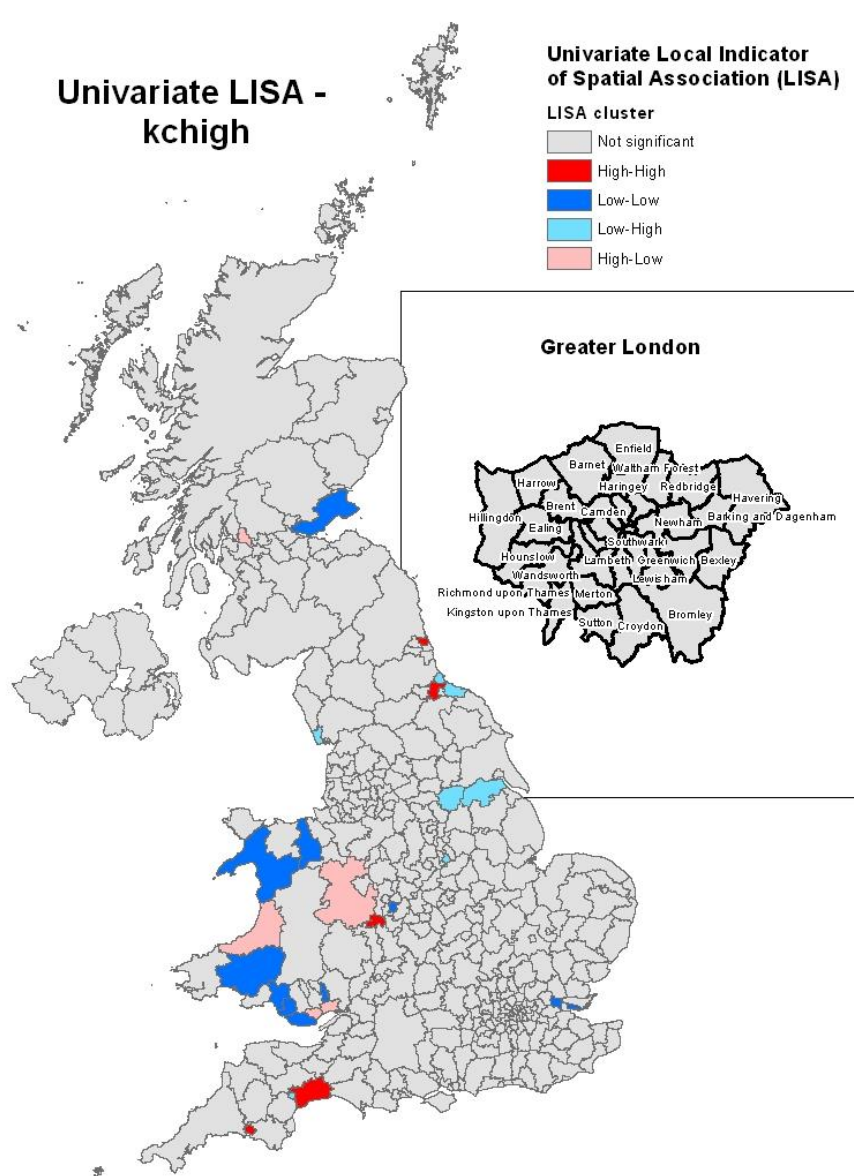 Univariate LISA -
kchigh
Univariate Local Indicator
of Spatial Association (LISA)
LISA cluster
Not significant
High-High
Low-Low
Low-High
High-Low
Greater London
Enfield
Barnet
Waltham Forest
Harrow
Haringey
Redbridge
Havering
Hillingdon
Brent
Camden
Newham
Barking and Dagenham
Ealing
Southwark
Hounslow
Lambeth
Greenwich
Bexley
Wandsworth
Lewisham
Richmond upon Thames
Merton
Kingston upon Thames
Sutton
Croydon
Bromley